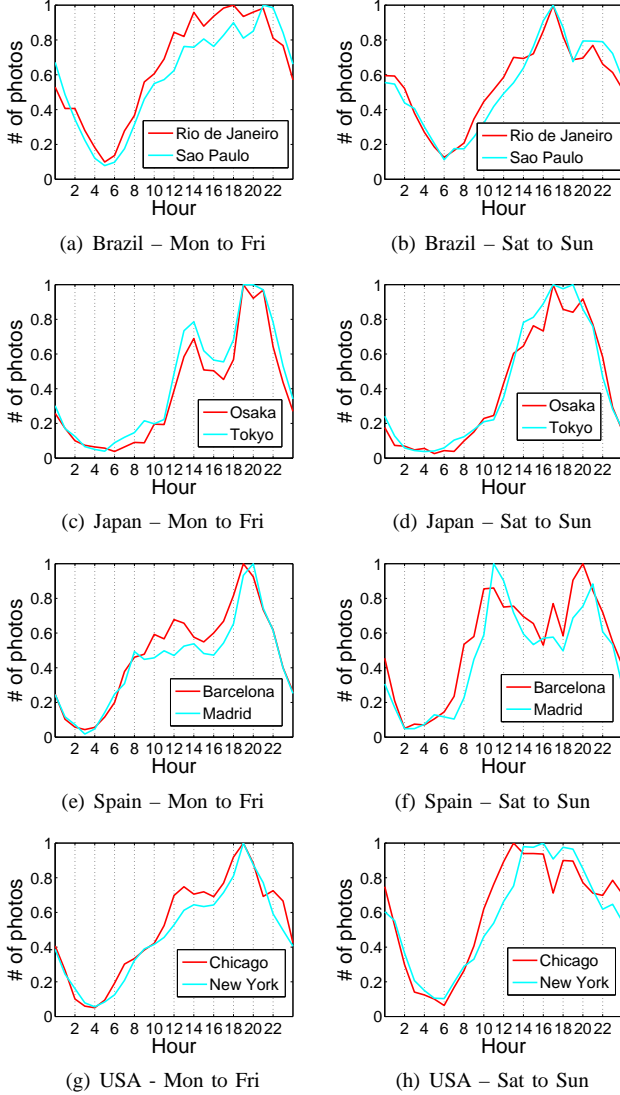 1
0.8
0.6
0.4
0.2
0
# of photos
Rio de Janeiro
Sao Paulo
2 4 6 8 10 12 14 16 18 20 22
Hour
(a) Brazil – Mon to Fri
1
0.8
0.6
0.4
0.2
0
# of photos
Rio de Janeiro
Sao Paulo
2 4 6 8 10 12 14 16 18 20 22
Hour
(b) Brazil – Sat to Sun
1
0.8
0.6
0.4
0.2
0
# of photos
Osaka
Tokyo
2 4 6 8 10 12 14 16 18 20 22
Hour
(c) Japan – Mon to Fri
1
0.8
0.6
0.4
0.2
0
# of photos
Osaka
Tokyo
2 4 6 8 10 12 14 16 18 20 22
Hour
(d) Japan – Sat to Sun
1
0.8
0.6
0.4
0.2
0
# of photos
Barcelona
Madrid
2 4 6 8 10 12 14 16 18 20 22
Hour
(e) Spain – Mon to Fri
1
0.8
0.6
0.4
0.2
0
# of photos
Barcelona
Madrid
2 4 6 8 10 12 14 16 18 20 22
Hour
(f) Spain – Sat to Sun
1
0.8
0.6
0.4
0.2
0
# of photos
Chicago
New York
2 4 6 8 10 12 14 16 18 20 22
Hour
(g) USA - Mon to Fri
1
0.8
0.6
0.4
0.2
0
# of photos
Chicago
New York
2 4 6 8 10 12 14 16 18 20 22
Hour
(h) USA – Sat to Sun